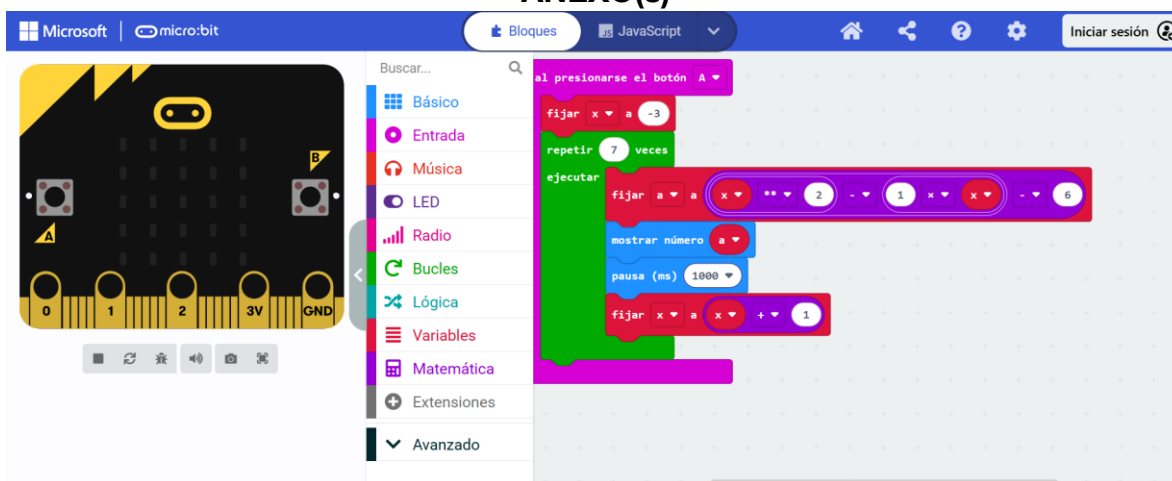 ANEXO(s)
Microsoft micro:bit Bloques JS JavaScript Iniciar sesión
Buscar...
Básico
Entrada
Música
LED
Radio
Bucles
Lógica
Variables
Matemática
Extensiones
Avanzado
B
A
0 1 2 3V GND
al presionarse el botón A
fijar x a -3
repetir 7 veces
ejecutar
fijar a a x ** 2 - 1 x x - 6
mostrar número a
pausa (ms) 1000
fijar x a x + 1